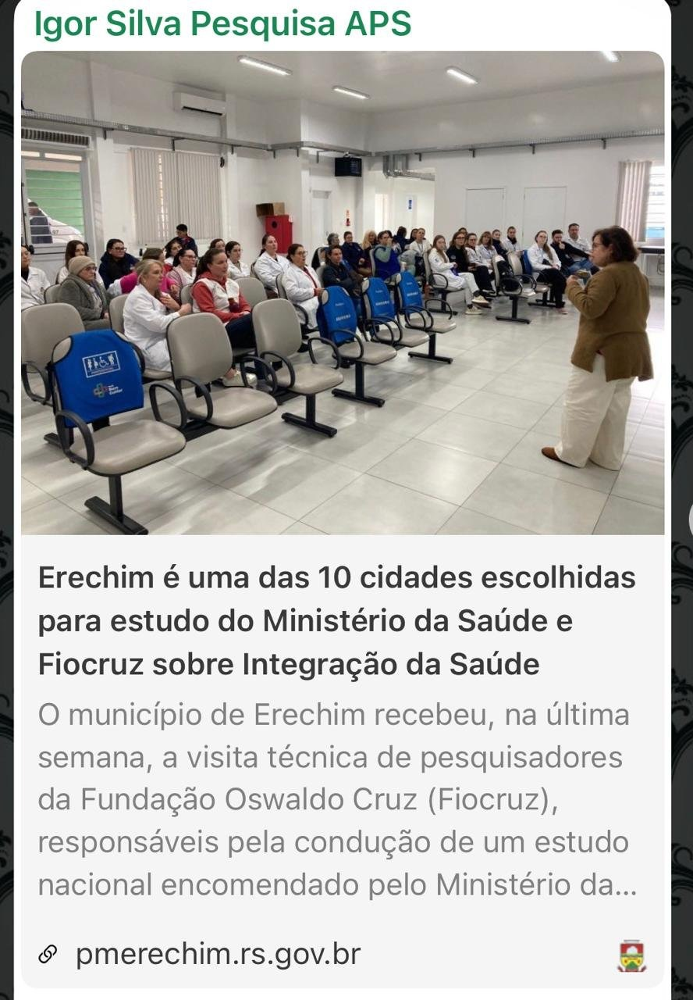 Igor Silva Pesquisa APS
Erechim é uma das 10 cidades escolhidas
para estudo do Ministério da Saúde e
Fiocruz sobre Integração da Saúde
O município de Erechim recebeu, na última
semana, a visita técnica de pesquisadores
da Fundação Oswaldo Cruz (Fiocruz),
responsáveis pela condução de um estudo
nacional encomendado pelo Ministério da...
pmerechim.rs.gov.br